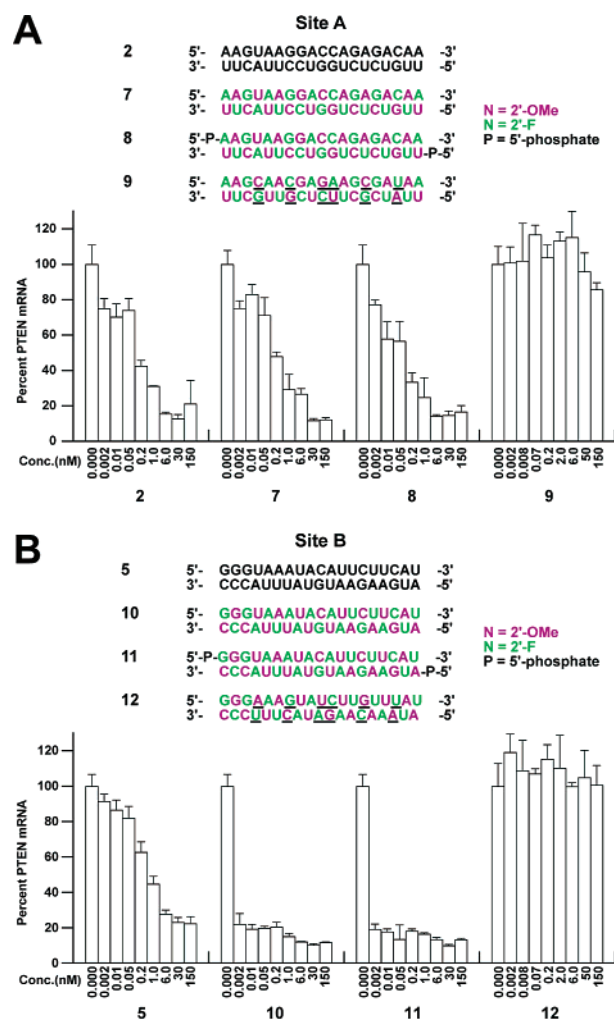 A
Site A
2 5'- AAGUAAGGACCAGAGACAA -3'
3'- UUCAUUCCUGGUCUCUGUU -5'
7 5'- AAGUAAGGACCAGAGACAA -3'
3'- UUCAUUCCUGGUCUCUGUU -5'
N = 2'-OMe
N = 2'-F
P = 5'-phosphate
8 5'-P-AAGUAAGGACCAGAGACAA -3'
3'- UUCAUUCCUGGUCUCUGUU-P-5'
9 5'- AAGCAACGAGAAGCGAUAA -3'
3'- UUCGUUGCUCUUCGCUAUU -5'
Percent PTEN mRNA
120
100
80
60
40
20
0
Conc.(nM) 0.000 0.002 0.01 0.05 0.2 1.0 6.0 30 150 0.000 0.002 0.01 0.05 0.2 1.0 6.0 30 150 0.000 0.002 0.01 0.05 0.2 1.0 6.0 30 150 0.000 0.002 0.008 0.07 0.2 2.0 6.0 50 150
2 7 8 9
B
Site B
5 5'- GGGUAAAUACAUUCUUCAU -3'
3'- CCCAUUUAUGUAAGAAGUA -5'
10 5'- GGGUAAAUACAUUCUUCAU -3'
3'- CCCAUUUAUGUAAGAAGUA -5'
N = 2'-OMe
N = 2'-F
P = 5'-phosphate
11 5'-P-GGGUAAAUACAUUCUUCAU -3'
3'- CCCAUUUAUGUAAGAAGUA-P-5'
12 5'- GGGAAAGUAUCUUGUUUAU -3'
3'- CCCUUUCAUAGAACAAAUA -5'
Percent PTEN mRNA
120
100
80
60
40
20
0
Conc.(nM) 0.000 0.002 0.01 0.05 0.2 1.0 6.0 30 150 0.000 0.002 0.01 0.05 0.2 1.0 6.0 30 150 0.000 0.002 0.01 0.05 0.2 1.0 6.0 30 150 0.000 0.002 0.008 0.07 0.2 2.0 6.0 50 150
5 10 11 12